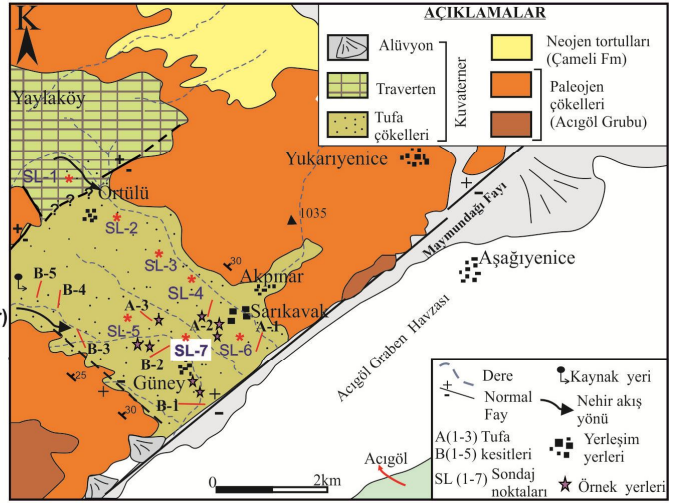 K
AÇIKLAMALAR
Alüvyon
Traverten
Tufa
çökelleri
Kuvaterner
Neojen tortulları
(Çameli Fm)
Paleojen
çökelleri
(Acıgöl Grubu)
Yaylaköy
Yukarıyenice
SL-1
?
?
?
Örtülü
SL-2
1035
Maymundağı Fayı
Aşağıyenice
SL-3
30
Akpınar
SL-4
B-5
B-4
A-3
Sarıkavak
A-2
A-1
r)
SL-5
B-3
B-2
SL-7
SL-6
Acıgöl Graben Havzası
25
Güney
B-1
30
Acıgöl
0
2km
Dere
Normal
Fay
A(1-3) Tufa
B(1-5) kesitleri
SL (1-7) Sondaj
noktaları
Kaynak yeri
Nehir akış
yönü
Yerleşim
yerleri
Örnek yerleri